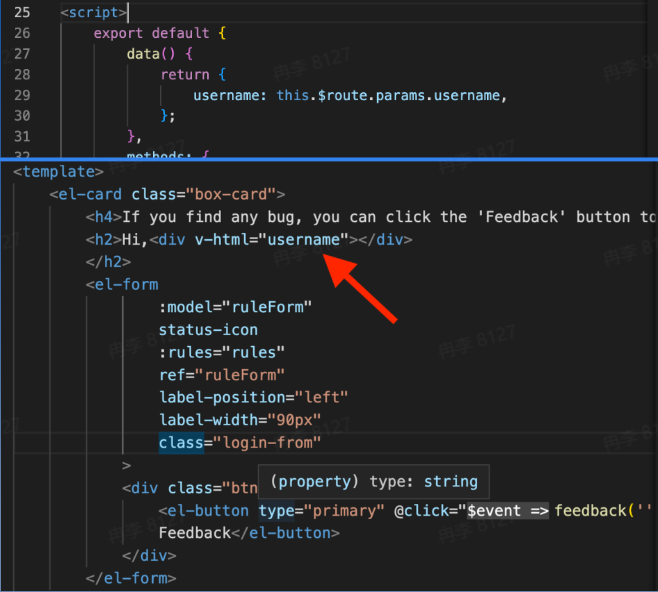 25 <script>
26 export default {
27 data() {
28 return {
29 username: this.$route.params.username,
30 };
31 },
32 methods: {
<template>
<el-card class="box-card">
<h4>If you find any bug, you can click the 'Feedback' button to
<h2>Hi,<div v-html="username"></div>
</h2>
<el-form
:model="ruleForm"
status-icon
:rules="rules"
ref="ruleForm"
label-position="left"
label-width="90px"
class="login-from"
>
(property) type: string
<div class="btn
<el-button type="primary" @click="$event => feedback(''
Feedback</el-button>
</div>
</el-form>
冉李 8127